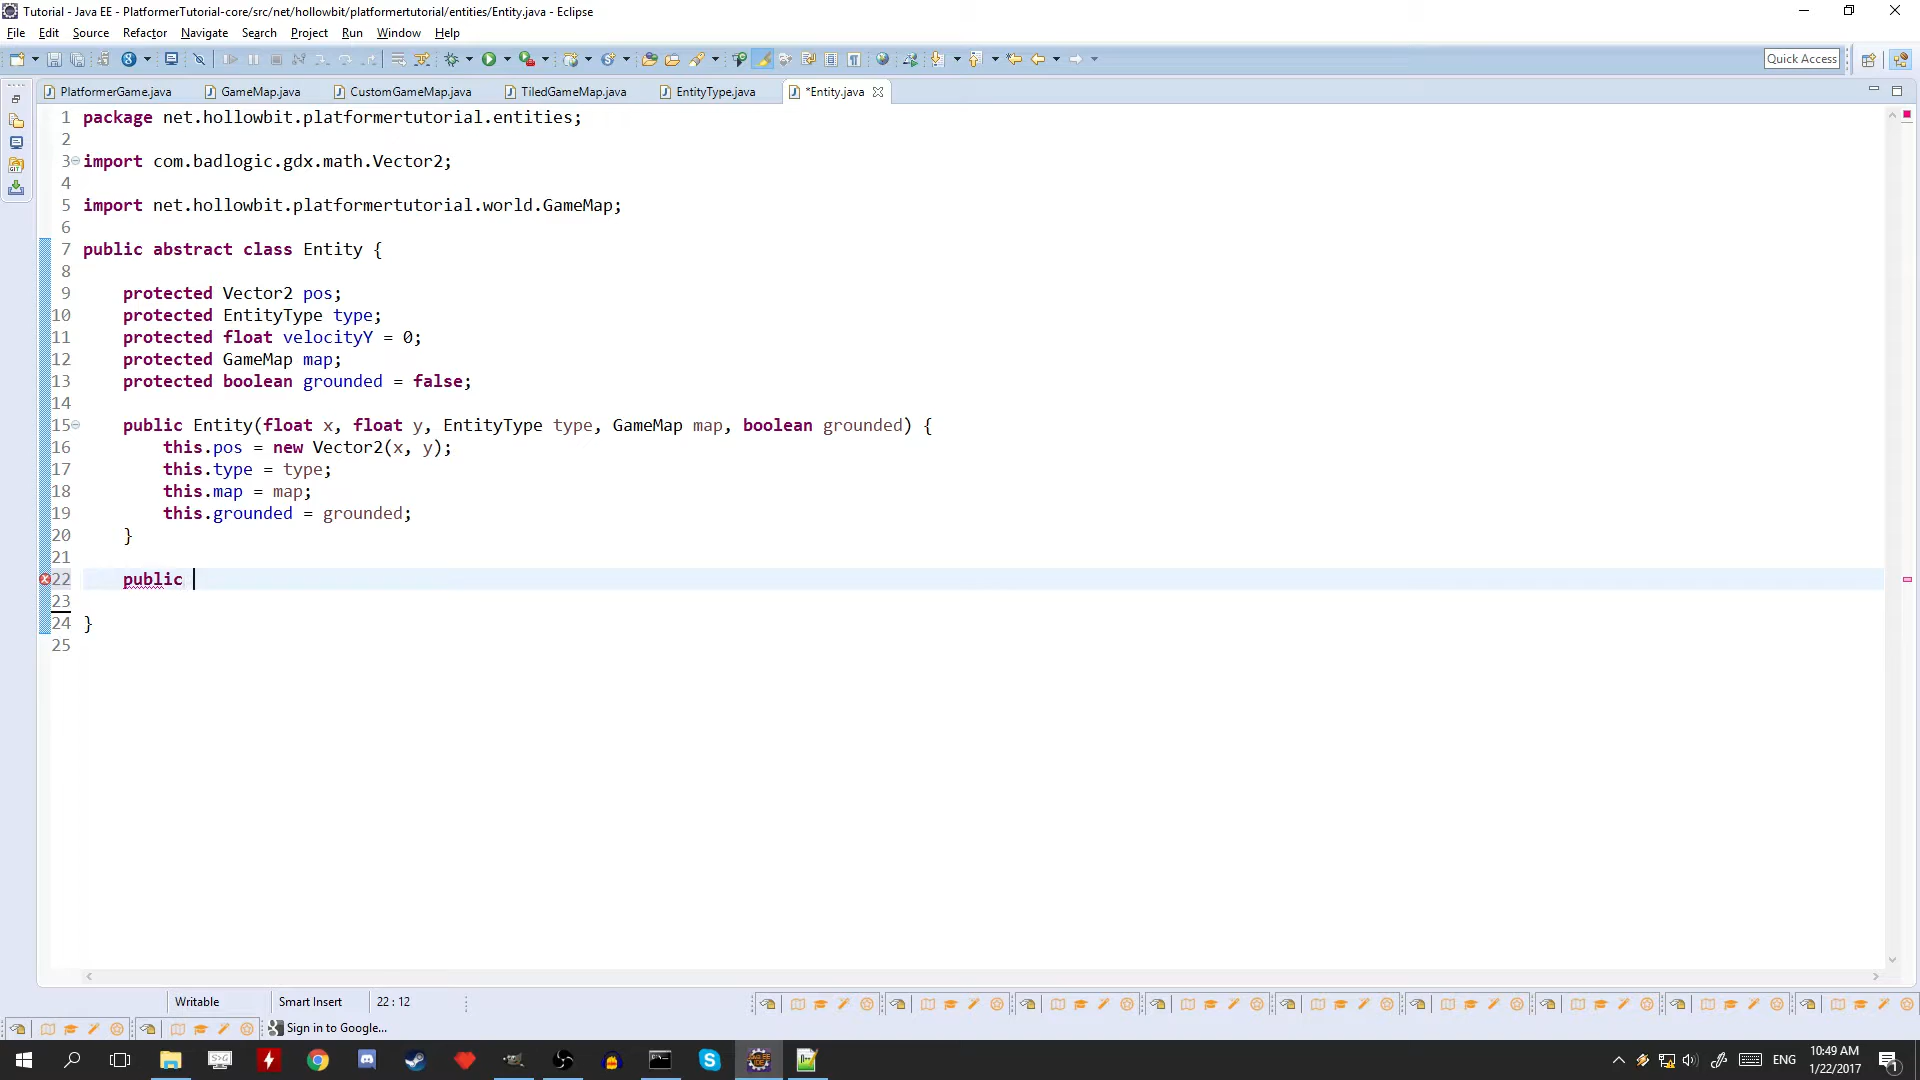 Tutorial - Java EE - PlatformerTutorial-core/src/net/hollowbit/platformertutorial/entities/Entity.java - Eclipse
File Edit Source Refactor Navigate Search Project Run Window Help
Quick Access
PlatformerGame.java GameMap.java CustomGameMap.java TiledGameMap.java EntityType.java *Entity.java
1 package net.hollowbit.platformertutorial.entities;
2
3 import com.badlogic.gdx.math.Vector2;
4
5 import net.hollowbit.platformertutorial.world.GameMap;
6
7 public abstract class Entity {
8
9 protected Vector2 pos;
10 protected EntityType type;
11 protected float velocityY = 0;
12 protected GameMap map;
13 protected boolean grounded = false;
14
15 public Entity(float x, float y, EntityType type, GameMap map, boolean grounded) {
16 this.pos = new Vector2(x, y);
17 this.type = type;
18 this.map = map;
19 this.grounded = grounded;
20 }
21
22 public
23
24 }
25
Writable Smart Insert 22 : 12
Sign in to Google...
ENG 10:49 AM
1/22/2017